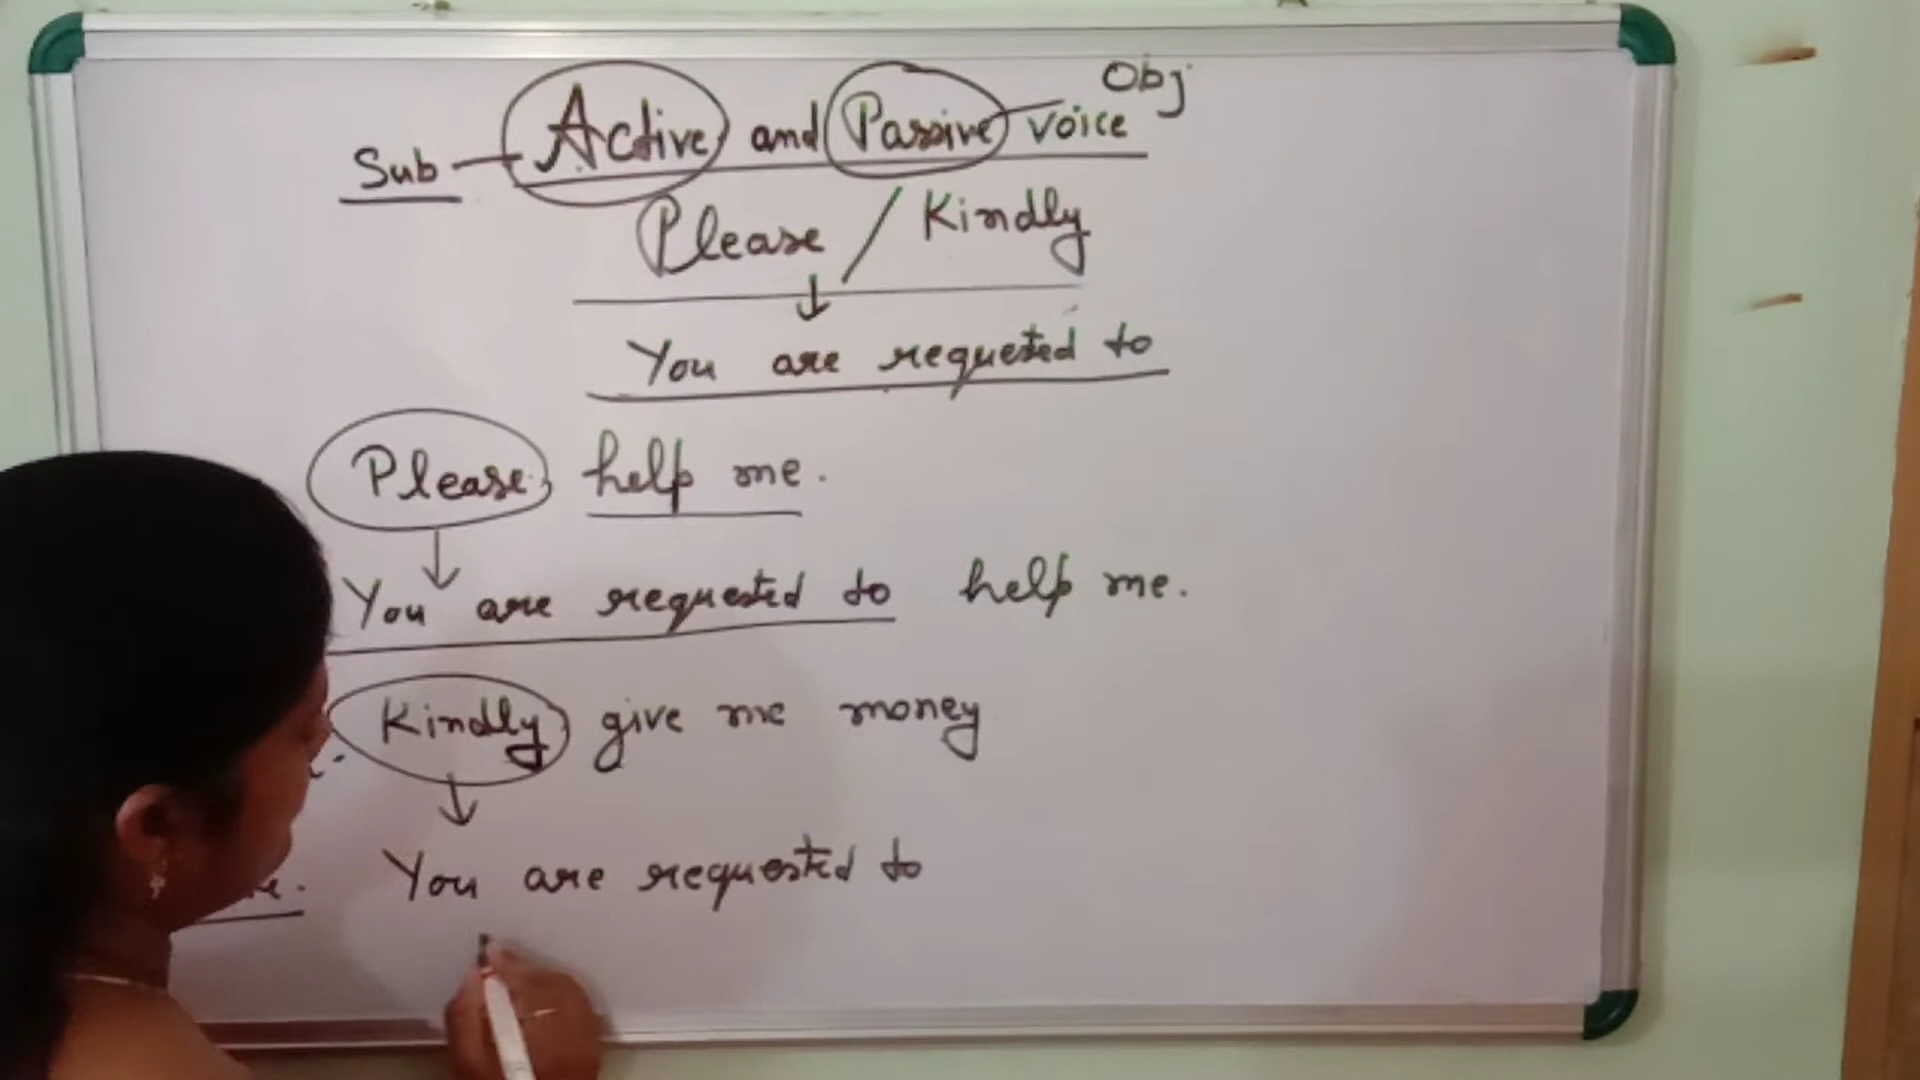 Obj
Sub — Active and Passive voice
Please / Kindly
↓
You are requested to
Please help me.
↓
You are requested to help me.
Kindly give me money
↓
You are requested to